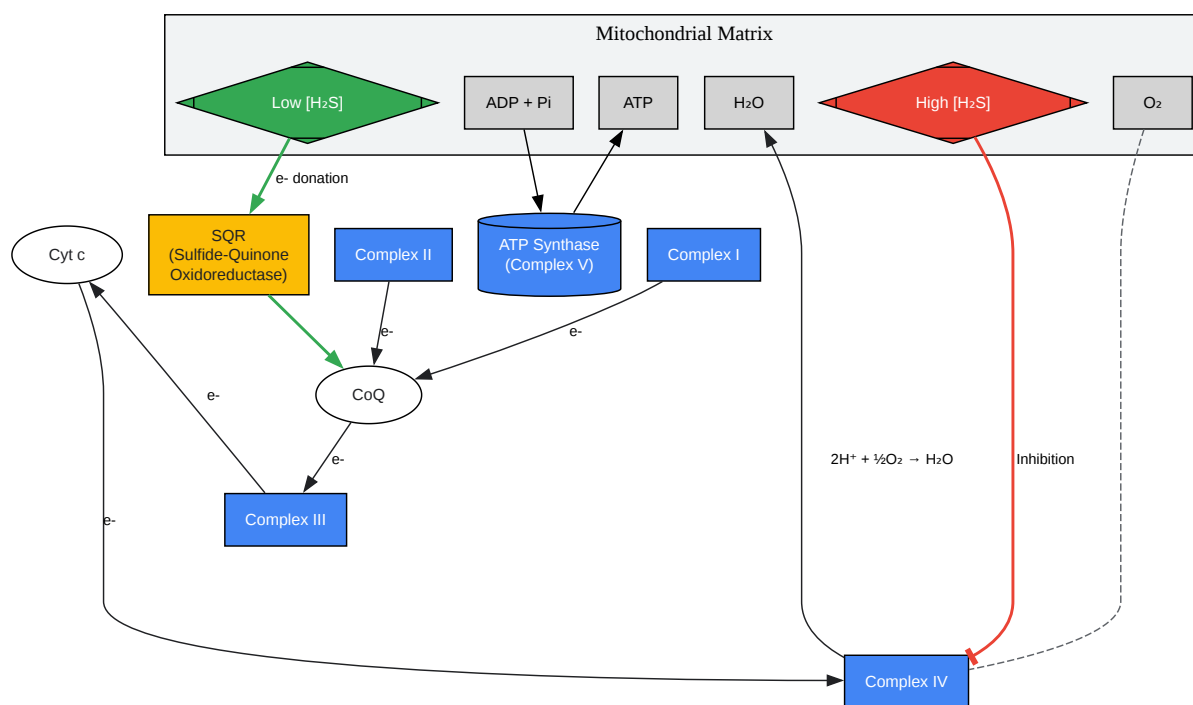 Mitochondrial Matrix
Low [H₂S]
ADP + Pi
ATP
H₂O
High [H₂S]
O₂
e- donation
Cyt c
SQR
(Sulfide-Quinone
Oxidoreductase)
Complex II
ATP Synthase
(Complex V)
Complex I
e-
e-
CoQ
e-
e-
2H⁺ + ½O₂ → H₂O
Inhibition
e-
Complex III
Complex IV